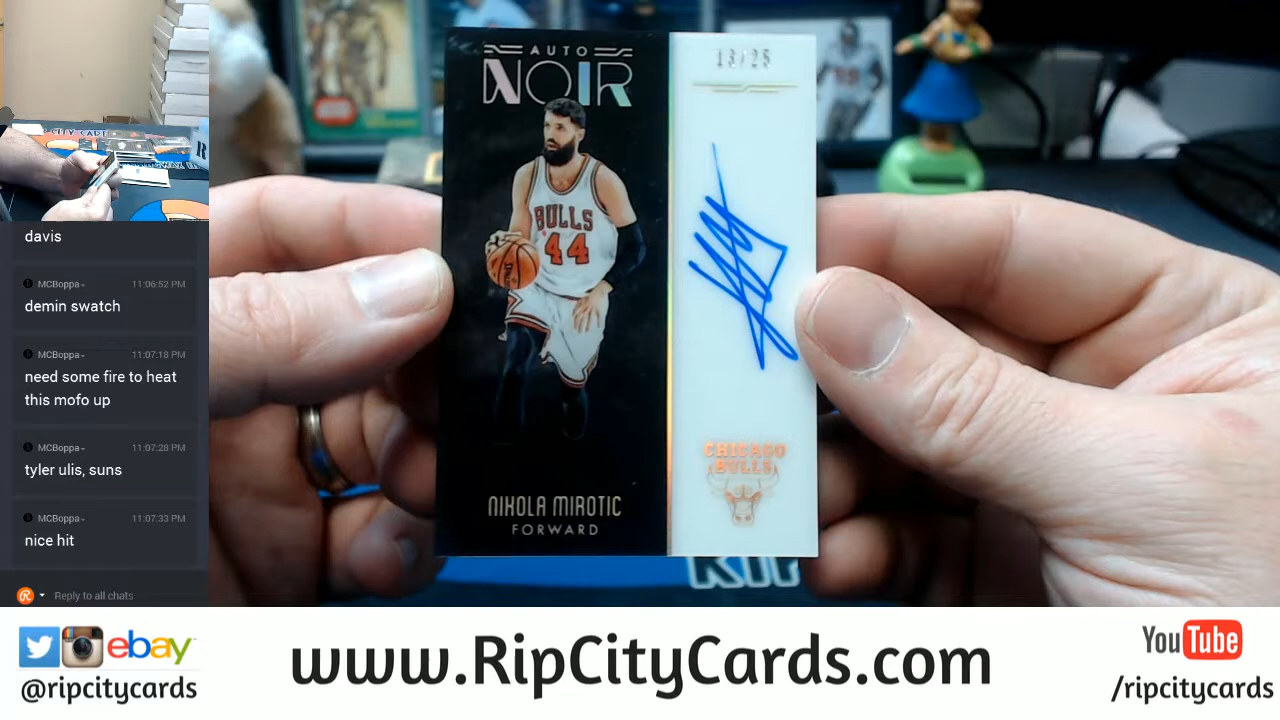 davis
MCBoppa 11:06:52 PM
demin swatch
MCBoppa 11:07:18 PM
need some fire to heat
this mofo up
MCBoppa 11:07:28 PM
tyler ulis, suns
MCBoppa 11:07:33 PM
nice hit
Reply to all chats
AUTO
NOIR
13/25
BULLS
44
SPALDING
CHICAGO
BULLS
NIKOLA MIROTIC
FORWARD
RIP
ebay
@ripcitycards
www.RipCityCards.com
YouTube
/ripcitycards